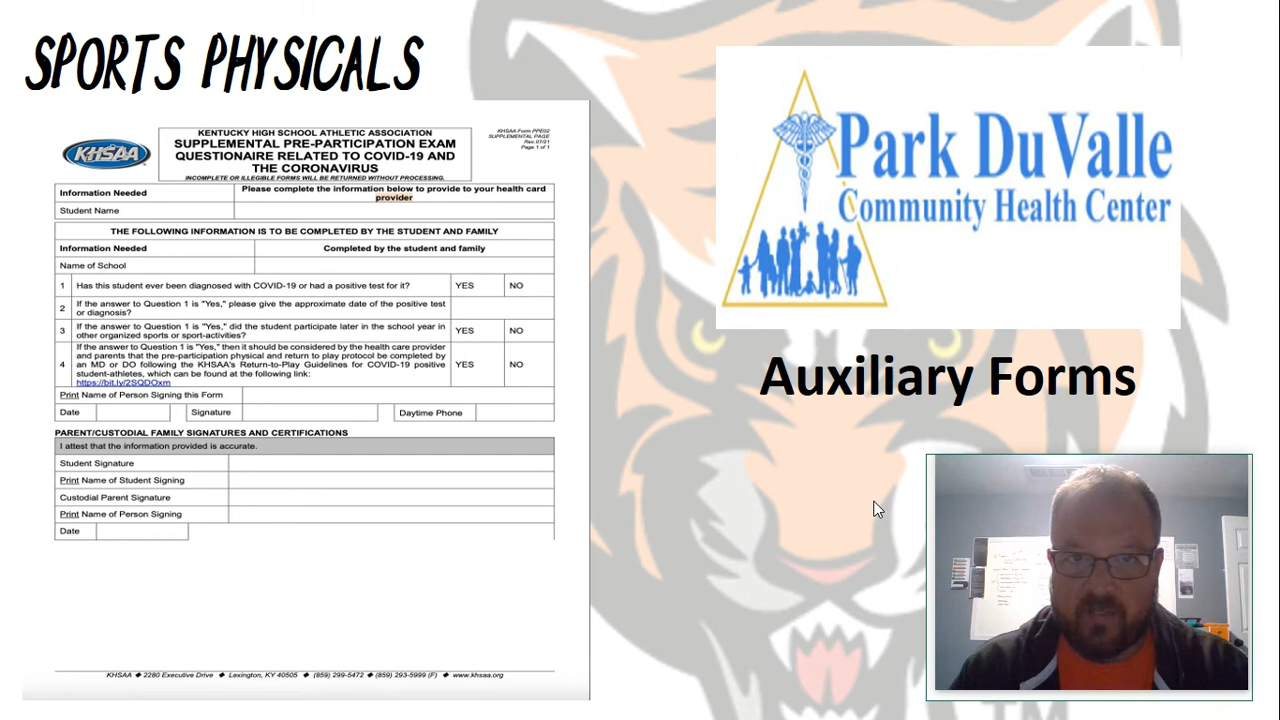 SPORTS PHYSICALS
KHSAA
KENTUCKY HIGH SCHOOL ATHLETIC ASSOCIATION
SUPPLEMENTAL PRE-PARTICIPATION EXAM
QUESTIONAIRE RELATED TO COVID-19 AND
THE CORONAVIRUS
INCOMPLETE OR ILLEGIBLE FORMS WILL BE RETURNED WITHOUT PROCESSING.
KHSAA Form PPE02
SUPPLEMENTAL PAGE
Rev.07/21
Page 1 of 1
Information Needed
Please complete the information below to provide to your health card
provider
Student Name
THE FOLLOWING INFORMATION IS TO BE COMPLETED BY THE STUDENT AND FAMILY
Information Needed
Completed by the student and family
Name of School
1 Has this student ever been diagnosed with COVID-19 or had a positive test for it? YES NO
2 If the answer to Question 1 is "Yes," please give the approximate date of the positive test
or diagnosis?
3 If the answer to Question 1 is "Yes," did the student participate later in the school year in
other organized sports or sport-activities? YES NO
If the answer to Question 1 is "Yes," then it should be considered by the health care provider
and parents that the pre-participation physical and return to play protocol be completed by
4 an MD or DO following the KHSAA's Return-to-Play Guidelines for COVID-19 positive YES NO
student-athletes, which can be found at the following link:
https://bit.ly/2SQDOxm
Print Name of Person Signing this Form
Date Signature Daytime Phone
PARENT/CUSTODIAL FAMILY SIGNATURES AND CERTIFICATIONS
I attest that the information provided is accurate.
Student Signature
Print Name of Student Signing
Custodial Parent Signature
Print Name of Person Signing
Date
KHSAA ◆ 2280 Executive Drive ◆ Lexington, KY 40505 ◆ (859) 299-5472 ◆ (859) 293-5999 (F) ◆ www.khsaa.org
Park DuValle
Community Health Center
Auxiliary Forms
TM